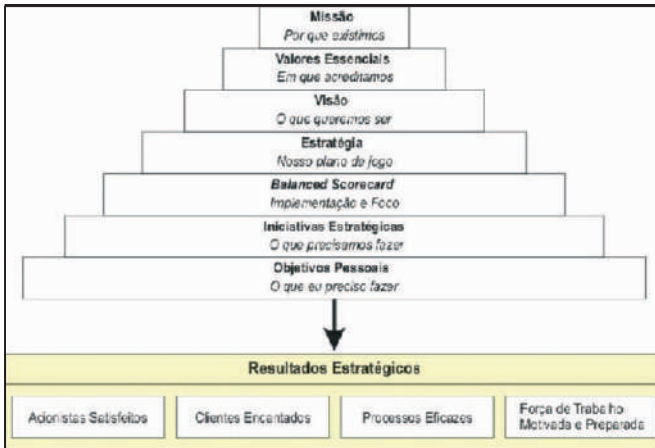 Missão
Por que existimos
Valores Essenciais
Em que acreditamos
Visão
O que queremos ser
Estratégia
Nosso plano de jogo
Balanced Scorecard
Implementação e Foco
Iniciativas Estratégicas
O que precisamos fazer
Objetivos Pessoais
O que eu preciso fazer
Resultados Estratégicos
Acionistas Satisfeitos
Clientes Encantados
Processos Eficazes
Força de Trabalho
Motivada e Preparada